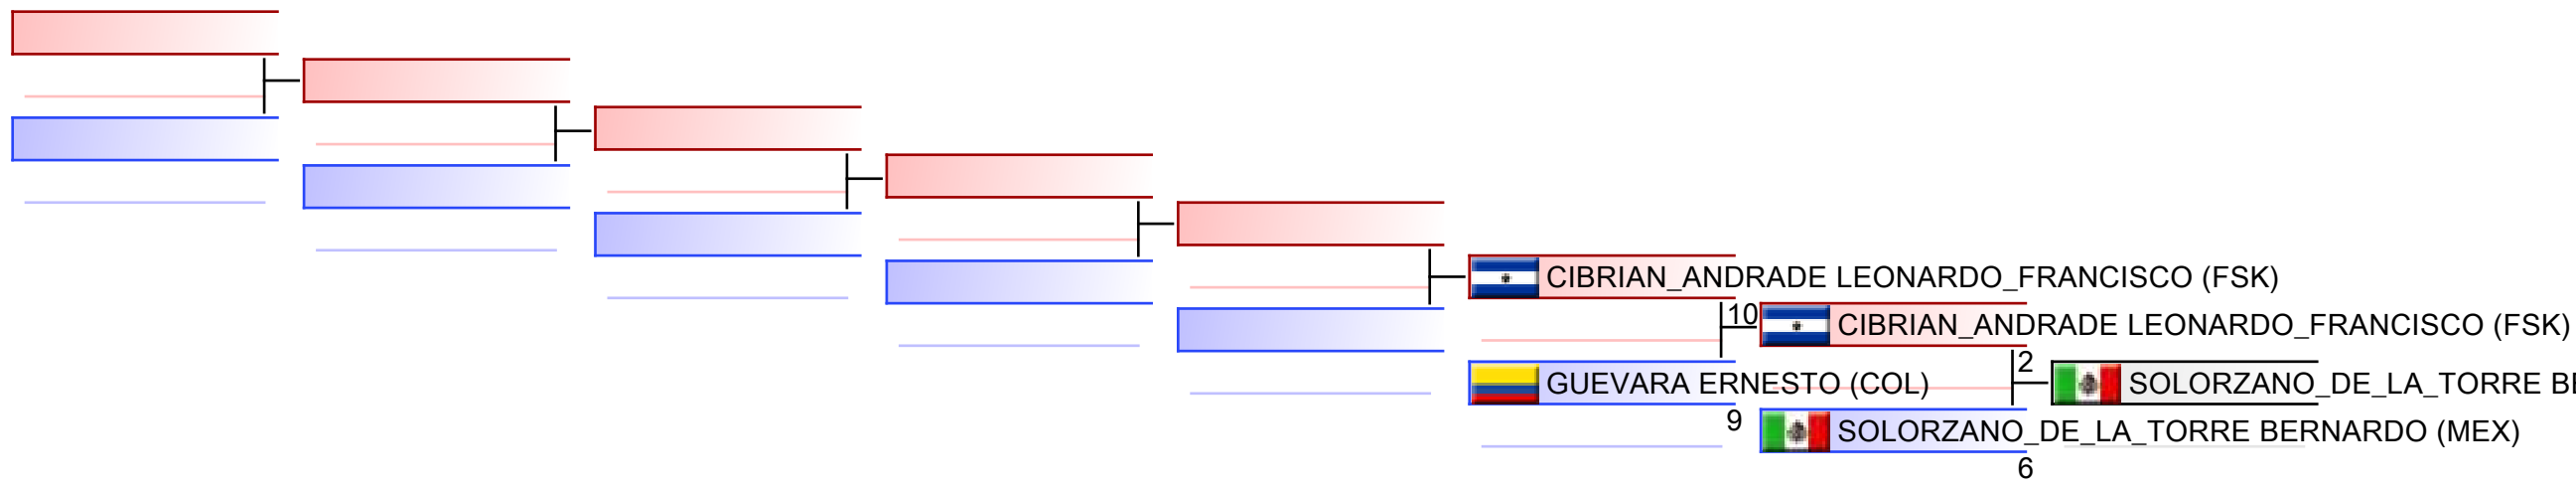 CIBRIAN_ANDRADE LEONARDO_FRANCISCO (FSK)
10
CIBRIAN_ANDRADE LEONARDO_FRANCISCO (FSK)
2
GUEVARA ERNESTO (COL)
SOLORZANO_DE_LA_TORRE
9
SOLORZANO_DE_LA_TORRE BERNARDO (MEX)
6